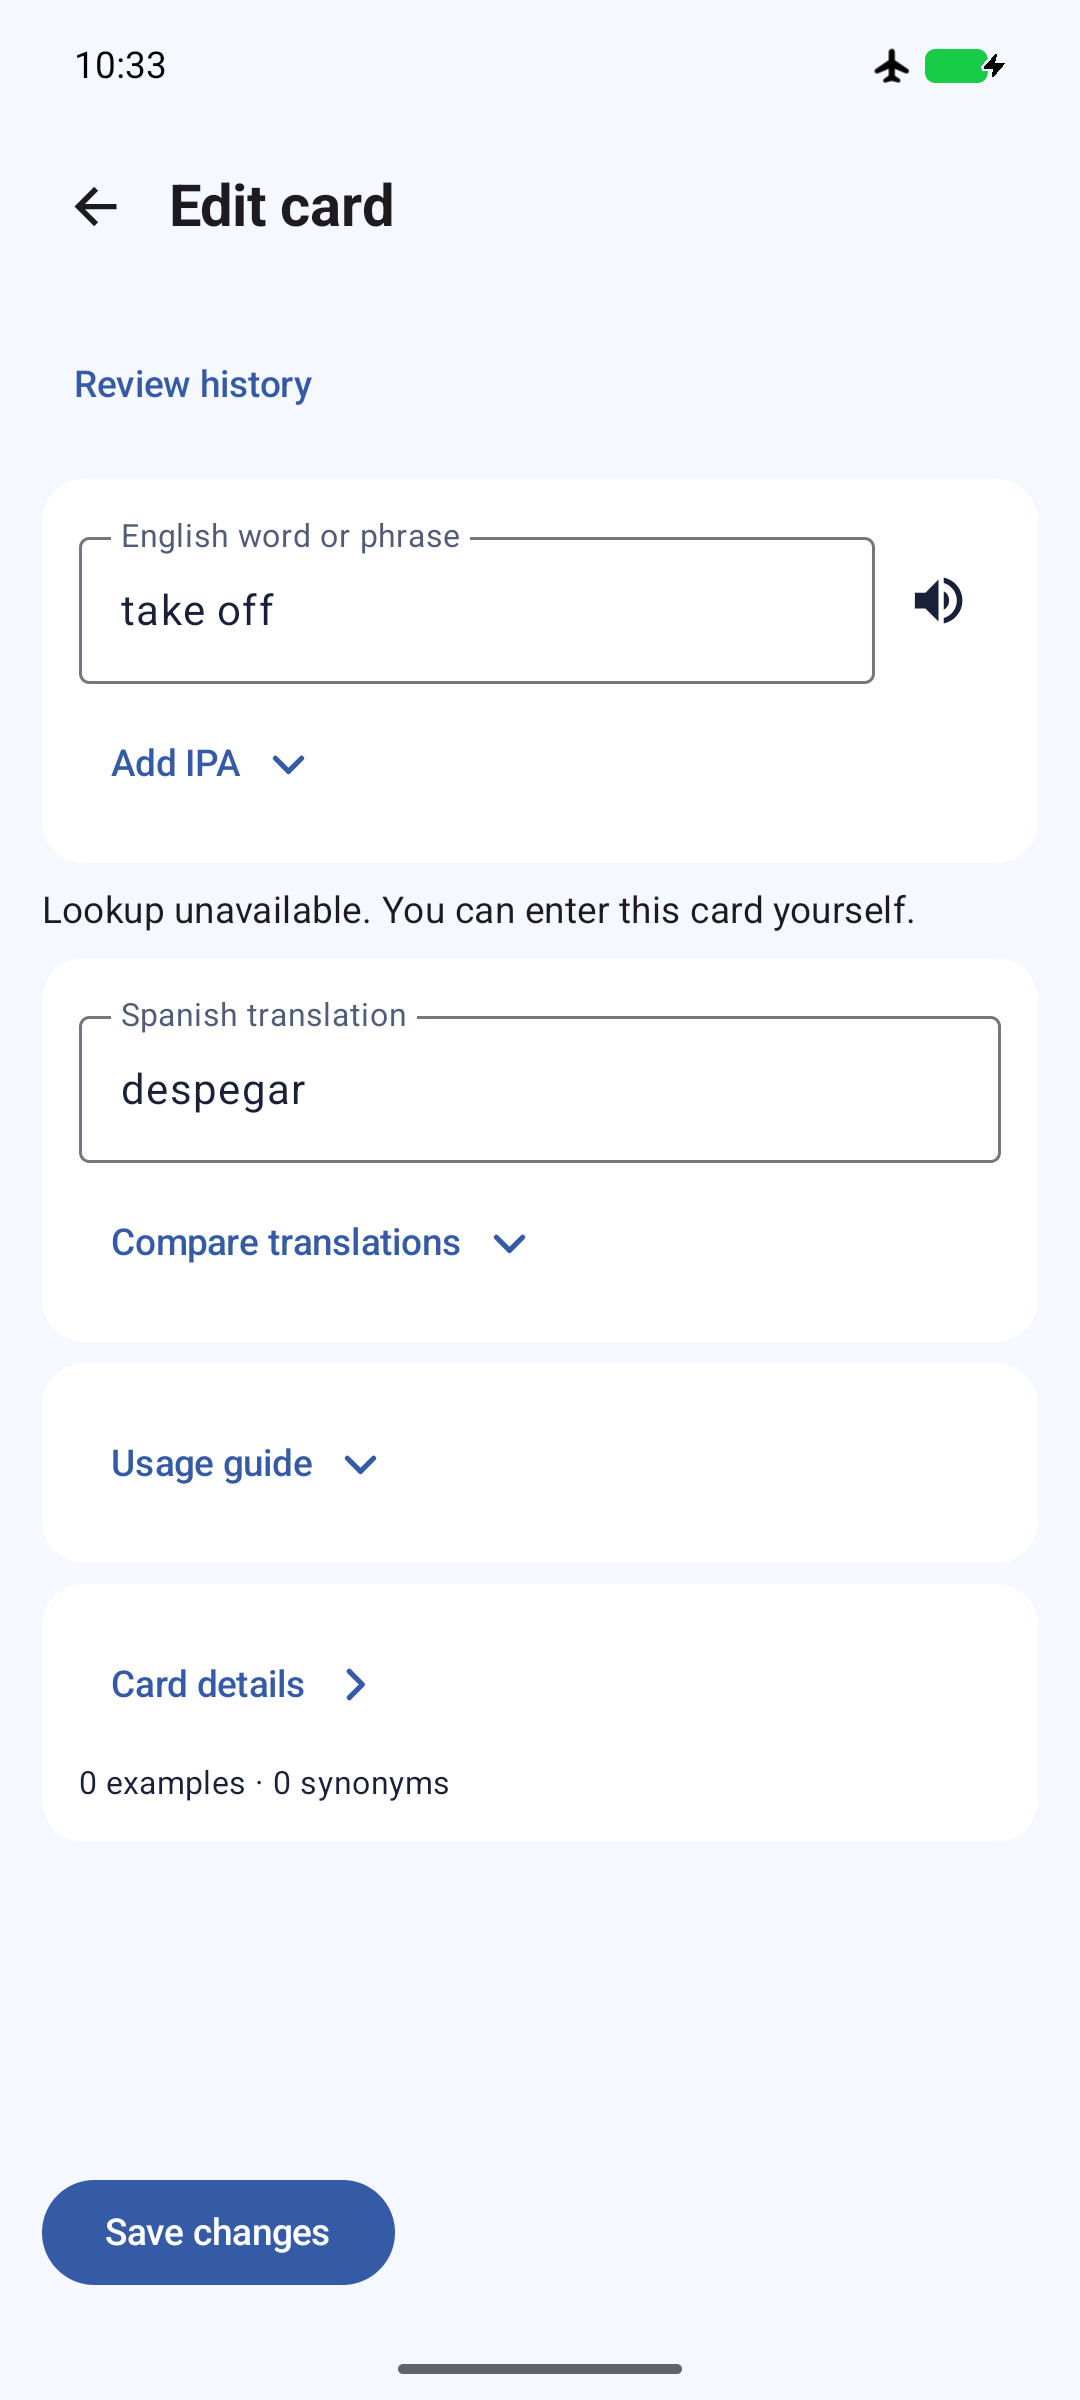 10:33
Edit card
Review history
English word or phrase
take off
Add IPA
Lookup unavailable. You can enter this card yourself.
Spanish translation
despegar
Compare translations
Usage guide
Card details
0 examples · 0 synonyms
Save changes